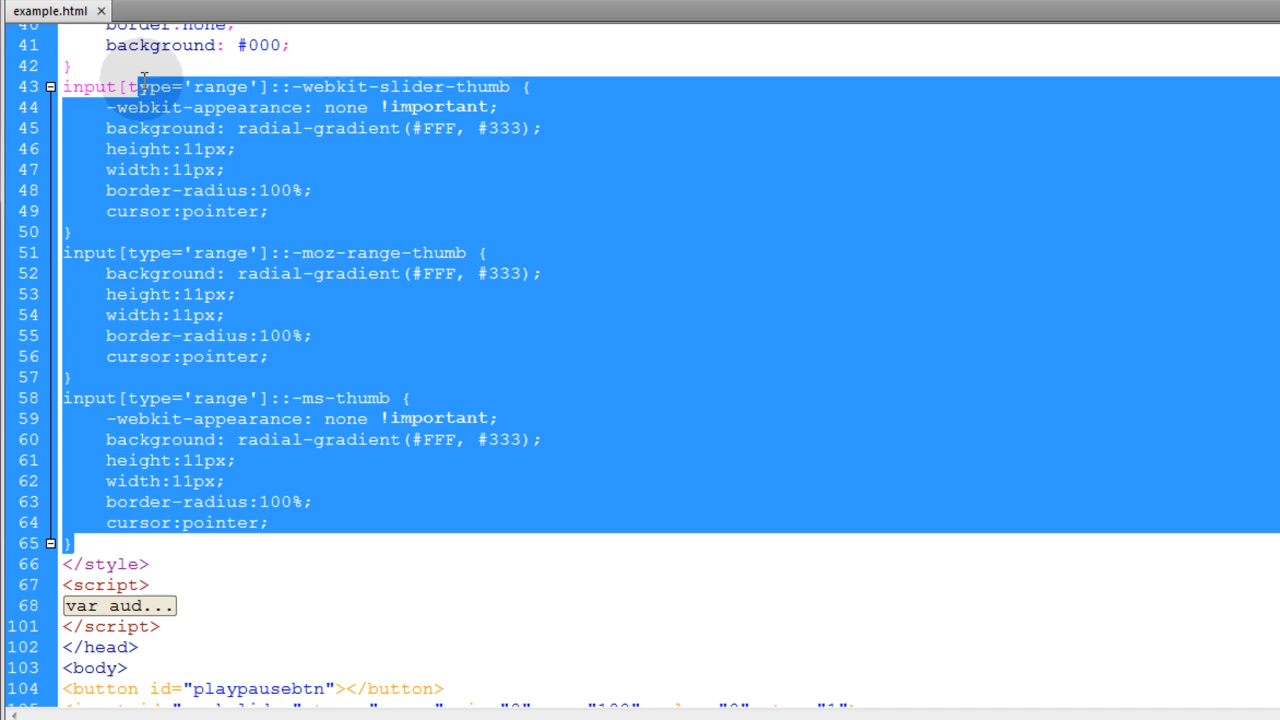 example.html
40 border:none;
41 background: #000;
42 }
43 input[type='range']::-webkit-slider-thumb {
44 -webkit-appearance: none !important;
45 background: radial-gradient(#FFF, #333);
46 height:11px;
47 width:11px;
48 border-radius:100%;
49 cursor:pointer;
50 }
51 input[type='range']::-moz-range-thumb {
52 background: radial-gradient(#FFF, #333);
53 height:11px;
54 width:11px;
55 border-radius:100%;
56 cursor:pointer;
57 }
58 input[type='range']::-ms-thumb {
59 -webkit-appearance: none !important;
60 background: radial-gradient(#FFF, #333);
61 height:11px;
62 width:11px;
63 border-radius:100%;
64 cursor:pointer;
65 }
66 </style>
67 <script>
68 var aud...
101 </script>
102 </head>
103 <body>
104 <button id="playpausebtn"></button>